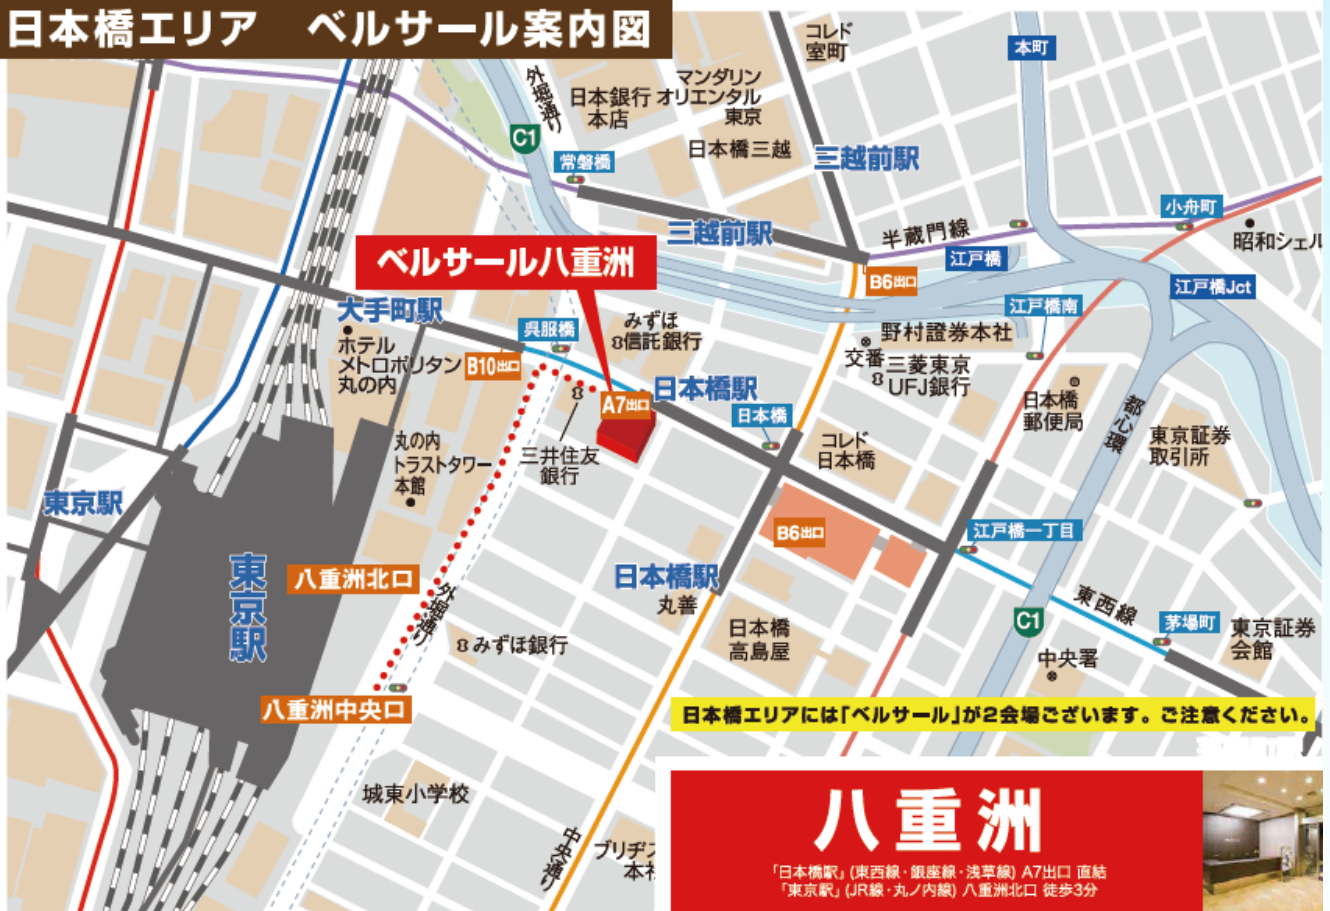 日本橋エリア　ベルサール案内図
コレド
室町
本町
外堀通り
マンダリン
オリエンタル
東京
日本銀行
本店
C1
日本橋三越
常磐橋
三越前駅
三越前駅
半蔵門線
小舟町
昭和シェル
ベルサール八重洲
江戸橋
B6出口
江戸橋Jct
江戸橋南
大手町駅
呉服橋
みずほ
信託銀行
野村證券本社
ホテル
メトロポリタン
丸の内
B10出口
交番
三菱東京
UFJ銀行
日本橋駅
A7出口
日本橋
日本橋
郵便局
都心環
コレド
日本橋
東京証券
取引所
丸の内
トラストタワー
本館
三井住友
銀行
東京駅
B6出口
江戸橋一丁目
東京駅
八重洲北口
外堀通り
日本橋駅
丸善
東西線
C1
茅場町
みずほ銀行
日本橋
高島屋
東京証券
会館
中央署
八重洲中央口
日本橋エリアには「ベルサール」が2会場ございます。ご注意ください。
城東小学校
中央通り
ブリヂス
本社
八重洲
「日本橋駅」(東西線・銀座線・浅草線) A7出口 直結
「東京駅」(JR線・丸ノ内線) 八重洲北口 徒歩3分